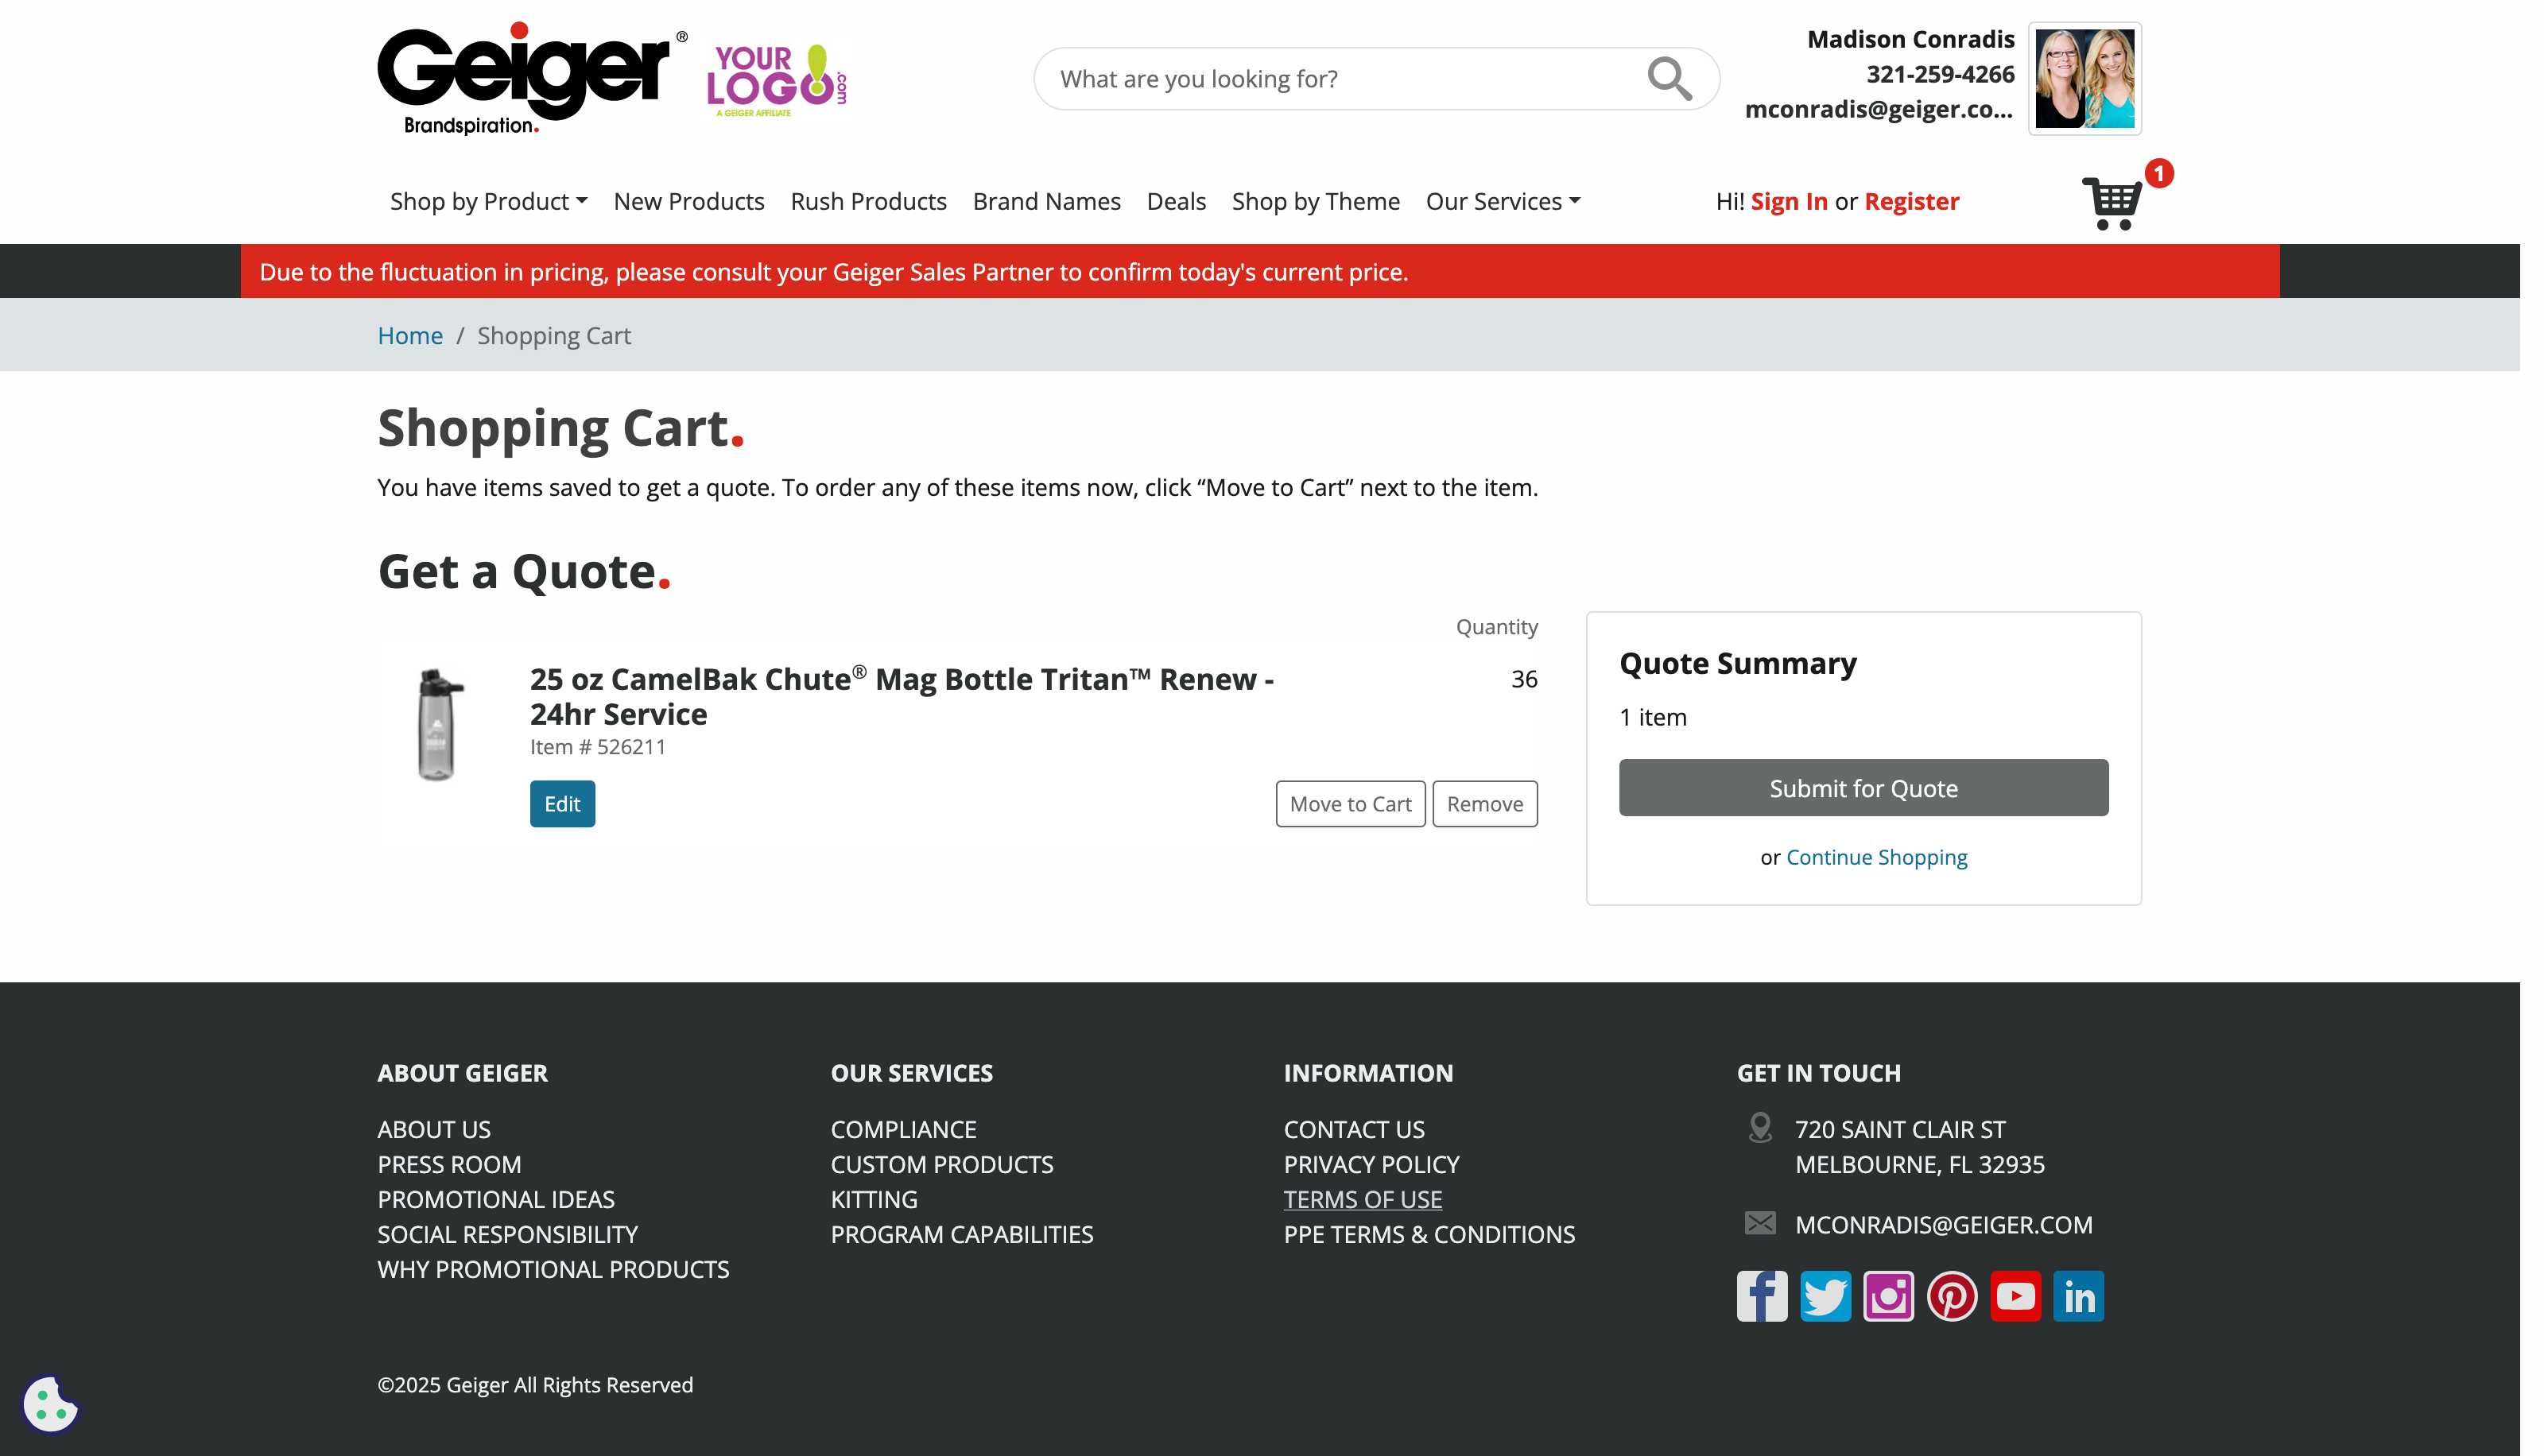 Geiger®
Brandspiration.
YOUR
LOGO!.com
A GEIGER AFFILIATE
What are you looking for?
Madison Conradis
321-259-4266
mconradis@geiger.co...
Shop by Product
New Products
Rush Products
Brand Names
Deals
Shop by Theme
Our Services
Hi! Sign In or Register
1
Due to the fluctuation in pricing, please consult your Geiger Sales Partner to confirm today's current price.
Home / Shopping Cart
Shopping Cart.
You have items saved to get a quote. To order any of these items now, click “Move to Cart” next to the item.
Get a Quote.
Quantity
25 oz CamelBak Chute® Mag Bottle Tritan™ Renew -
24hr Service
36
Item # 526211
Edit
Move to Cart
Remove
Quote Summary
1 item
Submit for Quote
or Continue Shopping
ABOUT GEIGER
ABOUT US
PRESS ROOM
PROMOTIONAL IDEAS
SOCIAL RESPONSIBILITY
WHY PROMOTIONAL PRODUCTS
OUR SERVICES
COMPLIANCE
CUSTOM PRODUCTS
KITTING
PROGRAM CAPABILITIES
INFORMATION
CONTACT US
PRIVACY POLICY
TERMS OF USE
PPE TERMS & CONDITIONS
GET IN TOUCH
720 SAINT CLAIR ST
MELBOURNE, FL 32935
MCONRADIS@GEIGER.COM
©2025 Geiger All Rights Reserved